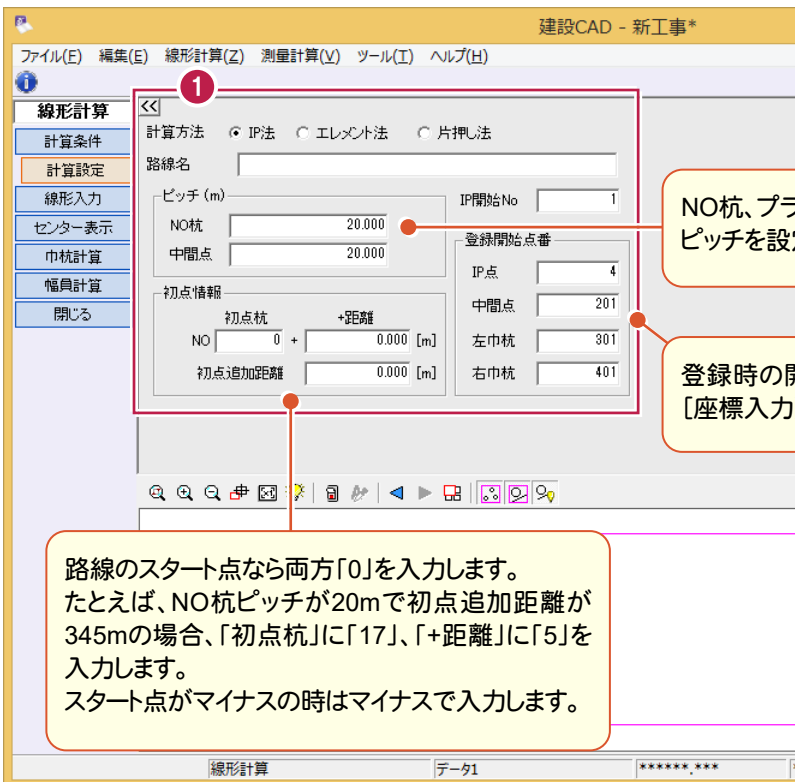 建設CAD - 新工事*
ファイル(F) 編集(E) 線形計算(Z) 測量計算(V) ツール(T) ヘルプ(H)
1
線形計算
計算条件
計算設定
線形入力
センター表示
巾杭計算
幅員計算
閉じる
<<
計算方法 IP法 エレメント法 片押し法
路線名
ピッチ (m)
NO杭 20.000
中間点 20.000
IP開始No 1
登録開始点番
IP点 4
中間点 201
左巾杭 301
右巾杭 401
初点情報
初点杭 +距離
NO 0 + 0.000 [m]
初点追加距離 0.000 [m]
NO杭、プラ
ピッチを設定
登録時の開
[座標入力
路線のスタート点なら両方「0」を入力します。
たとえば、NO杭ピッチが20mで初点追加距離が
345mの場合、「初点杭」に「17」、「+距離」に「5」を
入力します。
スタート点がマイナスの時はマイナスで入力します。
線形計算 データ1 ******.***